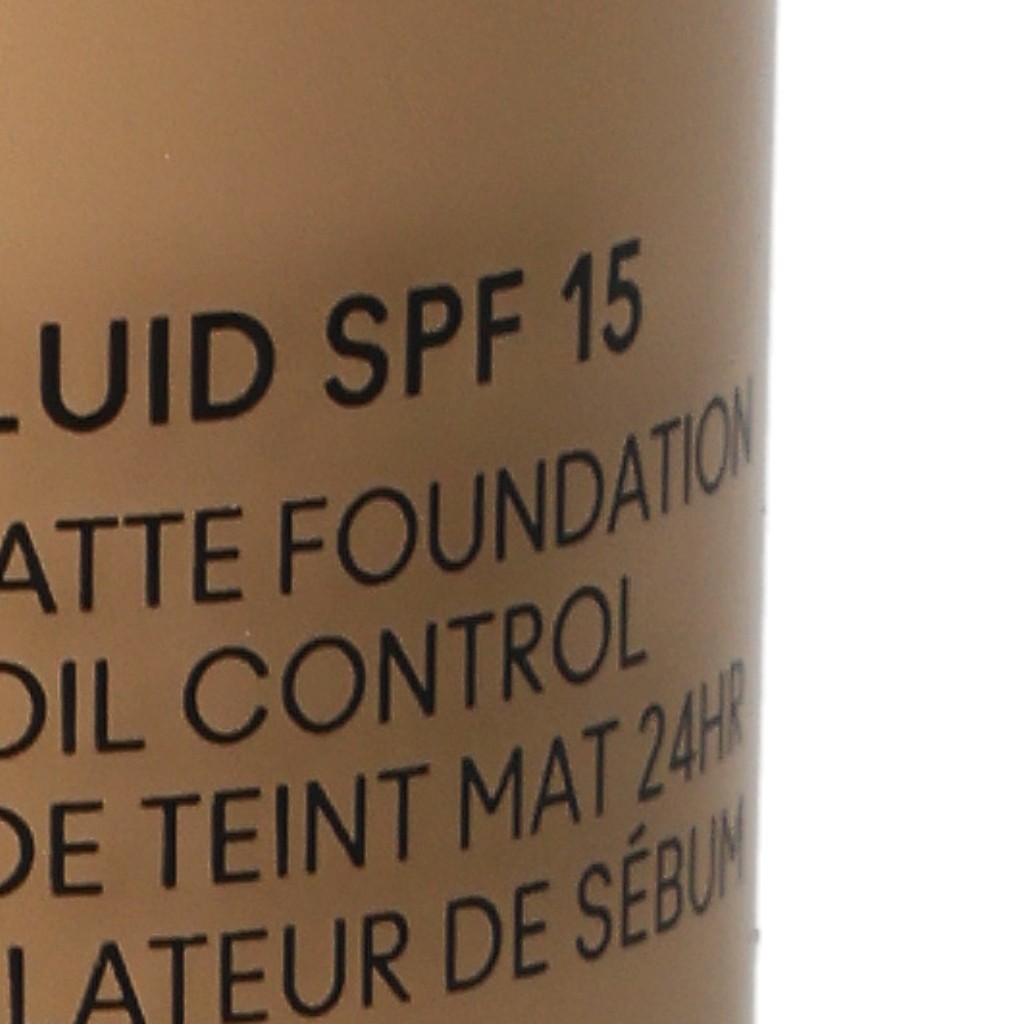 LUID SPF 15
ATTE FOUNDATION
OIL CONTROL
DE TEINT MAT 24HR
LATEUR DE SÉBUM